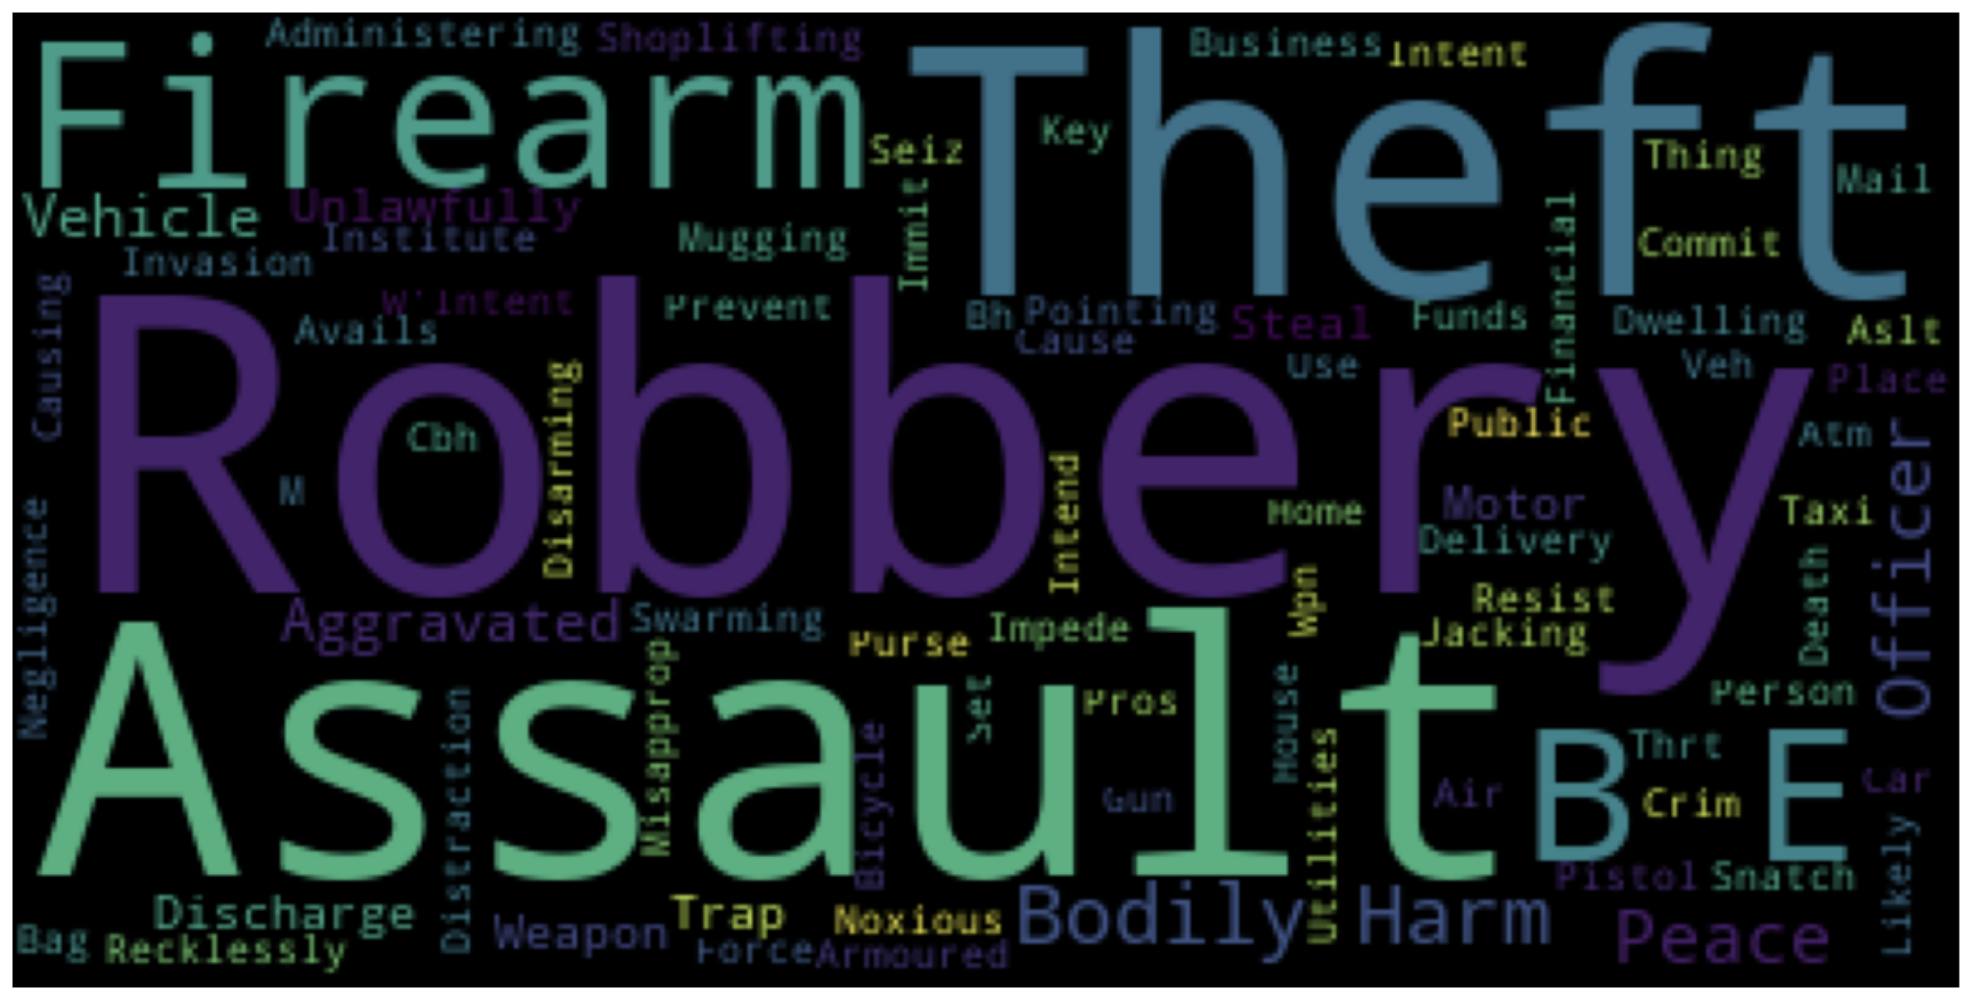 Administering
Shoplifting
Business
Intent
Firearm
Theft
Key
Seiz
Thing
Mail
Vehicle
Unlawfully
Institute
Mugging
Immit
Financial
Commit
Invasion
Causing
W'Intent
Prevent
Avails
Bh
Pointing
Cause
Steal
Funds
Dwelling
Aslt
Use
Veh
Place
Robbery
Cbh
Disarming
Public
Atm
Officer
M
Intend
Home
Motor
Taxi
Delivery
Negligence
Wpn
Resist
Death
Aggravated
Swarming
Purse
Impede
Jacking
Assault
Misapprop
Set
Pros
House
Person
Distraction
Bicycle
Utilities
B E
Thrt
Gun
Air
Crim
Car
Pistol
Snatch
Likely
Discharge
Weapon
Trap
Noxious
Bodily Harm
Peace
Bag
Recklessly
Force
Armoured